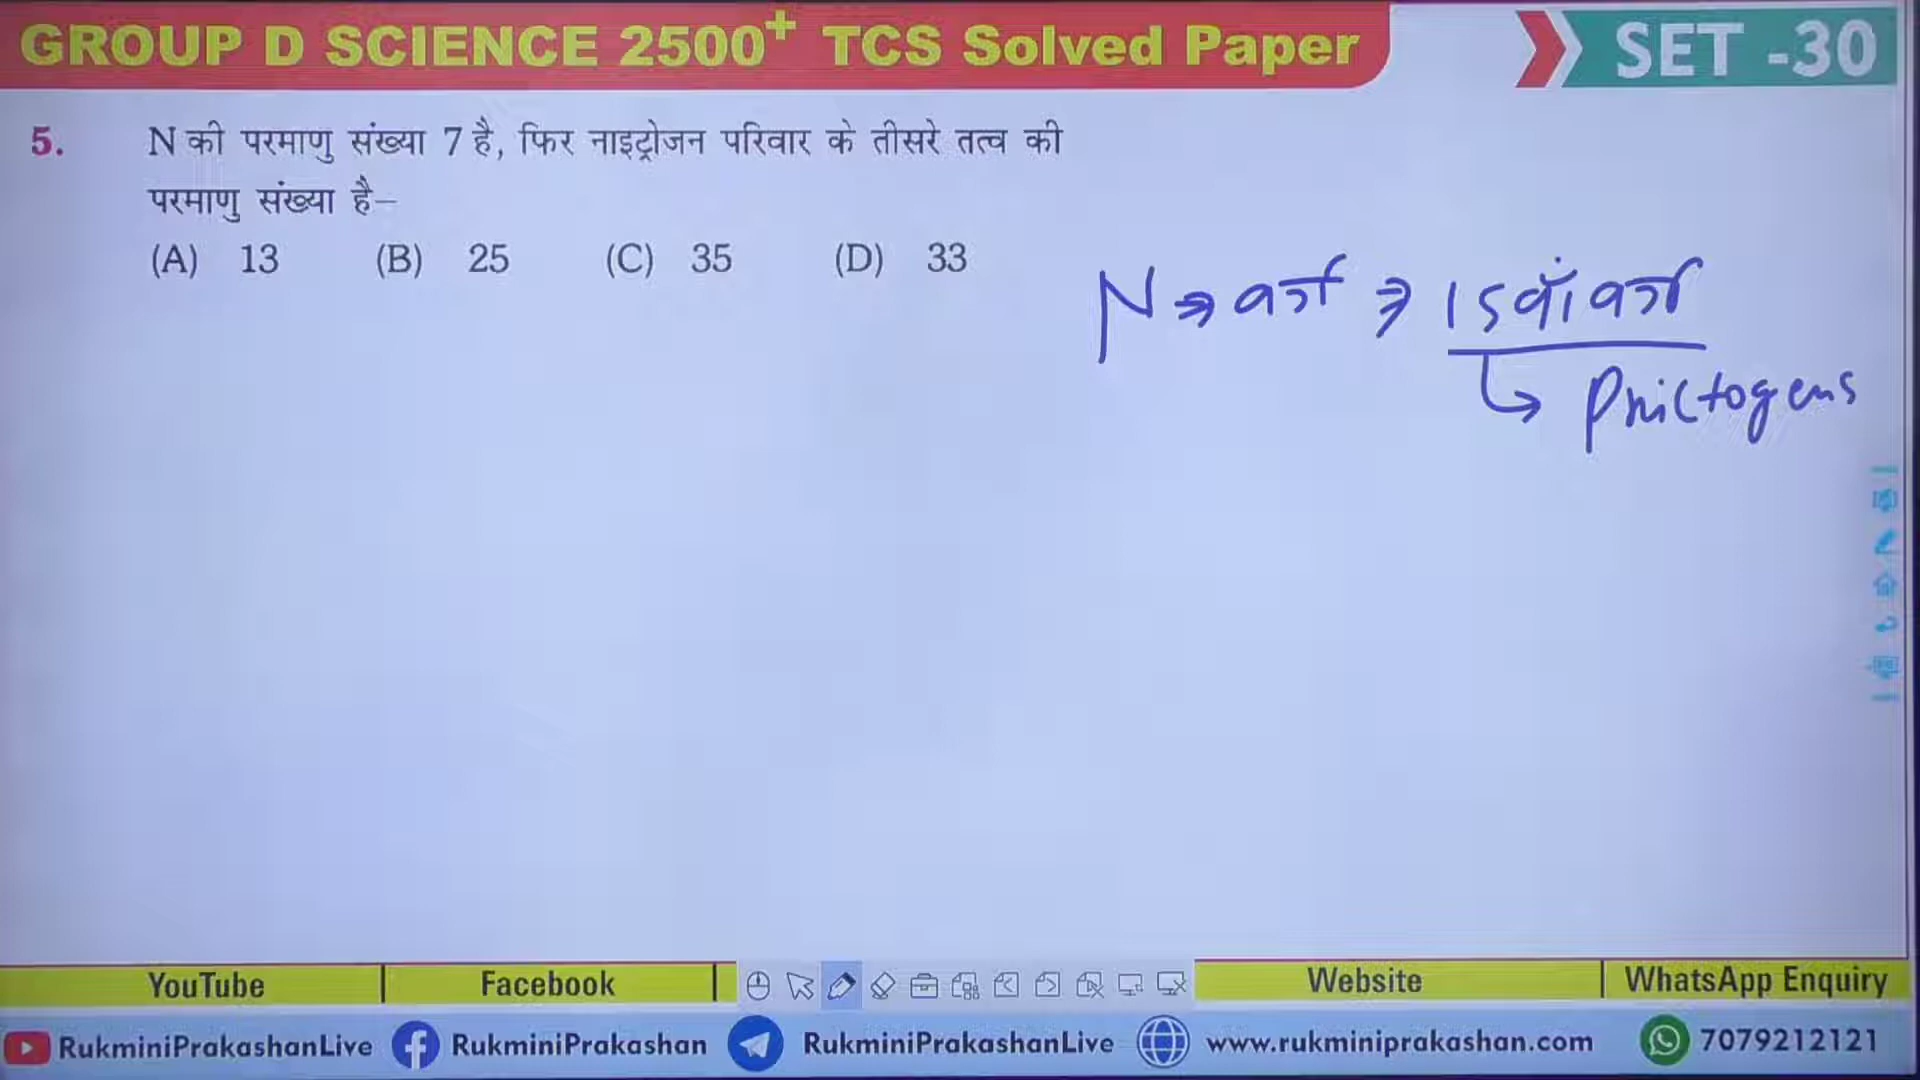 GROUP D SCIENCE 2500+ TCS Solved Paper
SET -30
5. N की परमाणु संख्या 7 है, फिर नाइट्रोजन परिवार के तीसरे तत्व की
परमाणु संख्या है–
(A) 13 (B) 25 (C) 35 (D) 33
N → वर्ग → 15वाँ वर्ग
Pnictogens
YouTube Facebook Website WhatsApp Enquiry
RukminiPrakashanLive RukminiPrakashan RukminiPrakashanLive www.rukminiprakashan.com 7079212121